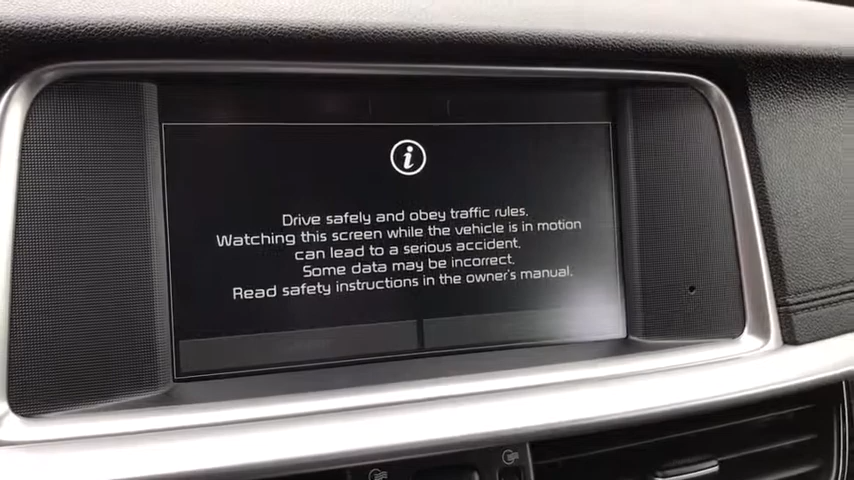 Drive safely and obey traffic rules.
Watching this screen while the vehicle is in motion
can lead to a serious accident.
Some data may be incorrect.
Read safety instructions in the owner's manual.